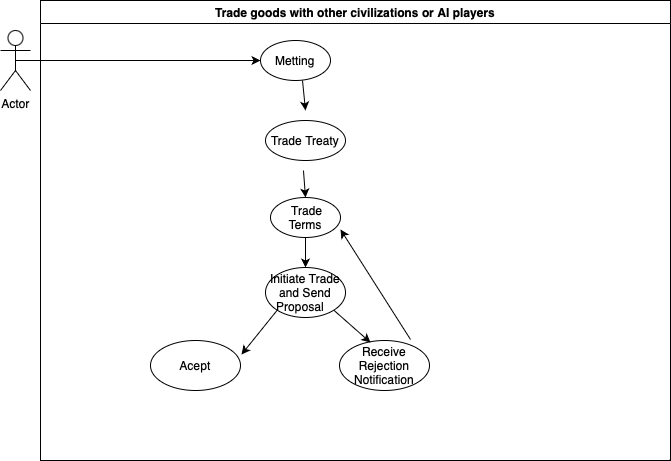 Trade goods with other civilizations or AI players
Actor
Metting
Trade Treaty
Trade
Terms
Initiate Trade
and Send
Proposal
Acept
Receive
Rejection
Notification